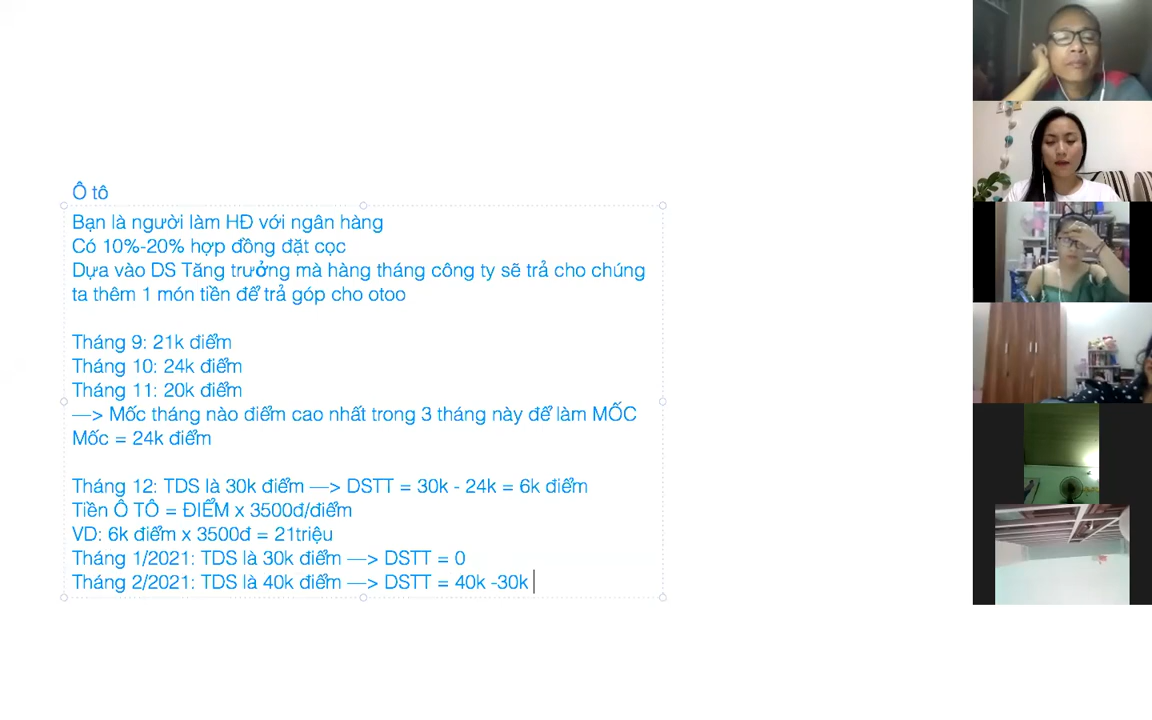 Ô tô
Bạn là người làm HĐ với ngân hàng
Có 10%-20% hợp đồng đặt cọc
Dựa vào DS Tăng trưởng mà hàng tháng công ty sẽ trả cho chúng
ta thêm 1 món tiền để trả góp cho otoo
Tháng 9: 21k điểm
Tháng 10: 24k điểm
Tháng 11: 20k điểm
—> Mốc tháng nào điểm cao nhất trong 3 tháng này để làm MỐC
Mốc = 24k điểm
Tháng 12: TDS là 30k điểm —> DSTT = 30k - 24k = 6k điểm
Tiền Ô TÔ = ĐIỂM x 3500đ/điểm
VD: 6k điểm x 3500đ = 21triệu
Tháng 1/2021: TDS là 30k điểm —> DSTT = 0
Tháng 2/2021: TDS là 40k điểm —> DSTT = 40k -30k